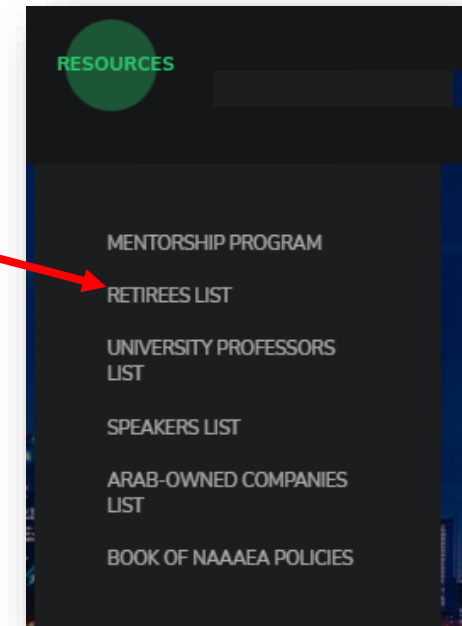 RESOURCES
MENTORSHIP PROGRAM
RETIREES LIST
UNIVERSITY PROFESSORS
LIST
SPEAKERS LIST
ARAB-OWNED COMPANIES
LIST
BOOK OF NAAAEA POLICIES